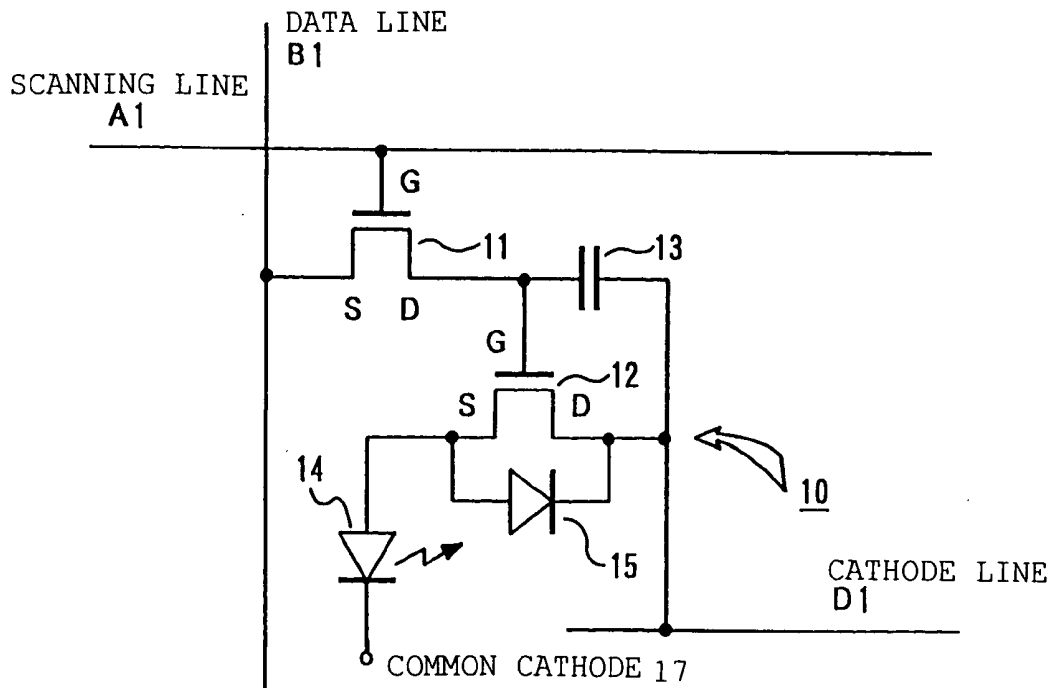 DATA LINE
B1
SCANNING LINE
A1
G
11
13
S D
G
12
S D
14
10
15
CATHODE LINE
D1
COMMON CATHODE 17